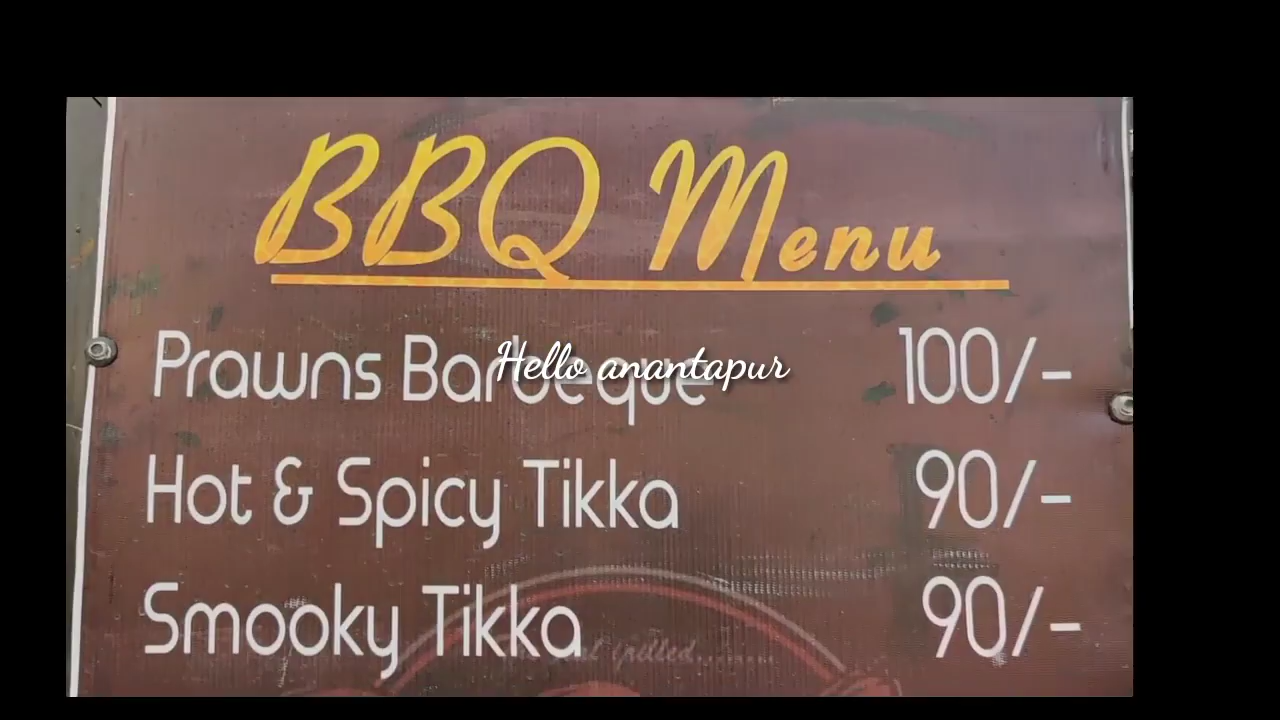 BBQ Menu
Prawns Barbeque 100/-
Hello anantapur
Hot & Spicy Tikka 90/-
Smooky Tikka 90/-